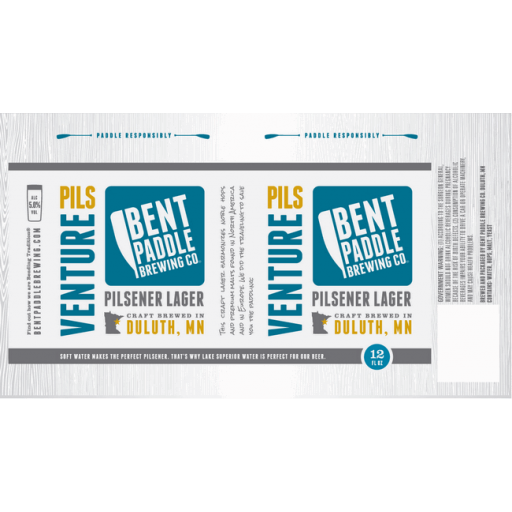 PADDLE RESPONSIBLY
PADDLE RESPONSIBLY
ALC
5.0%
VOL
Find out how we are Bending Tradition®
BENTPADDLEBREWING.COM
VENTURE PILS
BENT
PADDLE
BREWING CO.
PILSENER LAGER
CRAFT BREWED IN
DULUTH, MN
THIS CRAFT LAGER HARMONIZES NOBLE HOPS
AND PREMIUM MALTS FOUND IN NORTH AMERICA
AND IN EUROPE. WE DID THE TRAVELING TO SAVE
YOU THE PASSPORT.
VENTURE PILS
BENT
PADDLE
BREWING CO.
PILSENER LAGER
CRAFT BREWED IN
DULUTH, MN
SOFT WATER MAKES THE PERFECT PILSENER. THAT'S WHY LAKE SUPERIOR WATER IS PERFECT FOR OUR BEER.
12
FL OZ
GOVERNMENT WARNING: (1) ACCORDING TO THE SURGEON GENERAL,
WOMEN SHOULD NOT DRINK ALCOHOLIC BEVERAGES DURING PREGNANCY
BECAUSE OF THE RISK OF BIRTH DEFECTS. (2) CONSUMPTION OF ALCOHOLIC
BEVERAGES IMPAIRS YOUR ABILITY TO DRIVE A CAR OR OPERATE MACHINERY,
AND MAY CAUSE HEALTH PROBLEMS.
BREWED AND PACKAGED BY BENT PADDLE BREWING CO. DULUTH, MN
CONTAINS: WATER, HOPS, MALT, YEAST